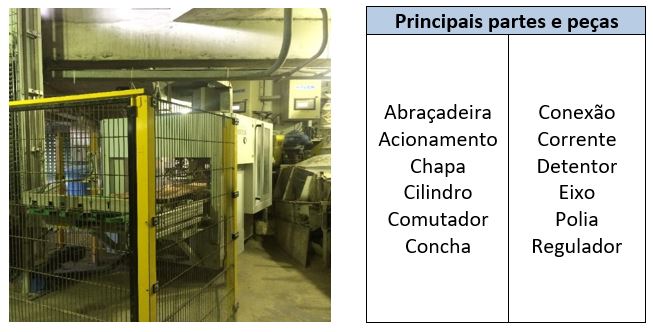 Principais partes e peças
Abraçadeira
Acionamento
Chapa
Cilindro
Comutador
Concha
Conexão
Corrente
Detentor
Eixo
Polia
Regulador